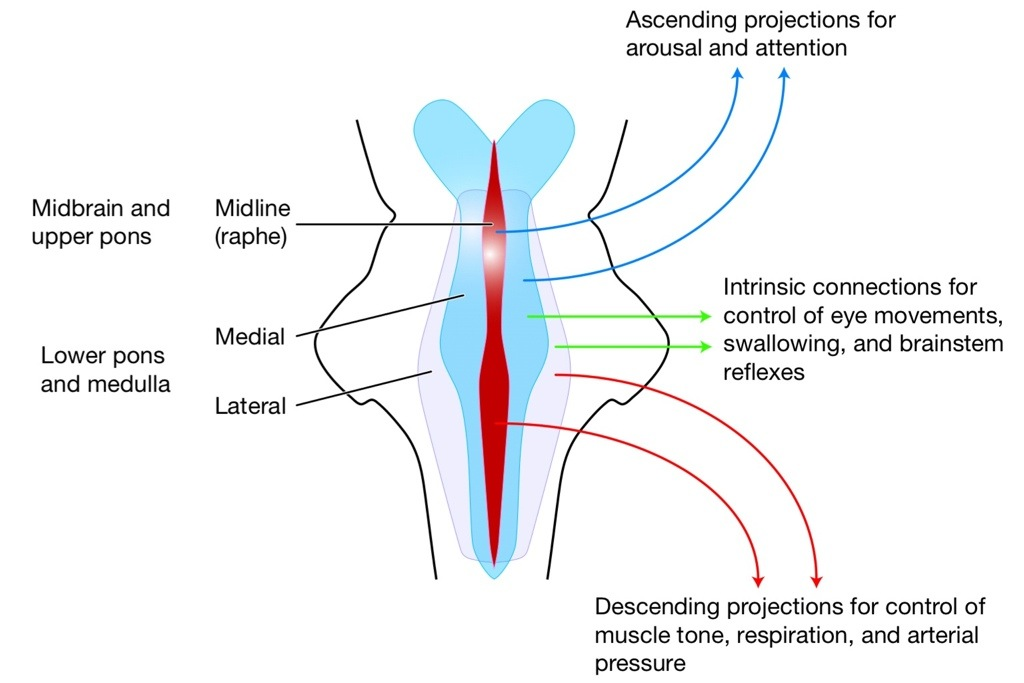 Ascending projections for
arousal and attention
Midbrain and
upper pons
Midline
(raphe)
Medial
Lower pons
and medulla
Lateral
Intrinsic connections for
control of eye movements,
swallowing, and brainstem
reflexes
Descending projections for control of
muscle tone, respiration, and arterial
pressure